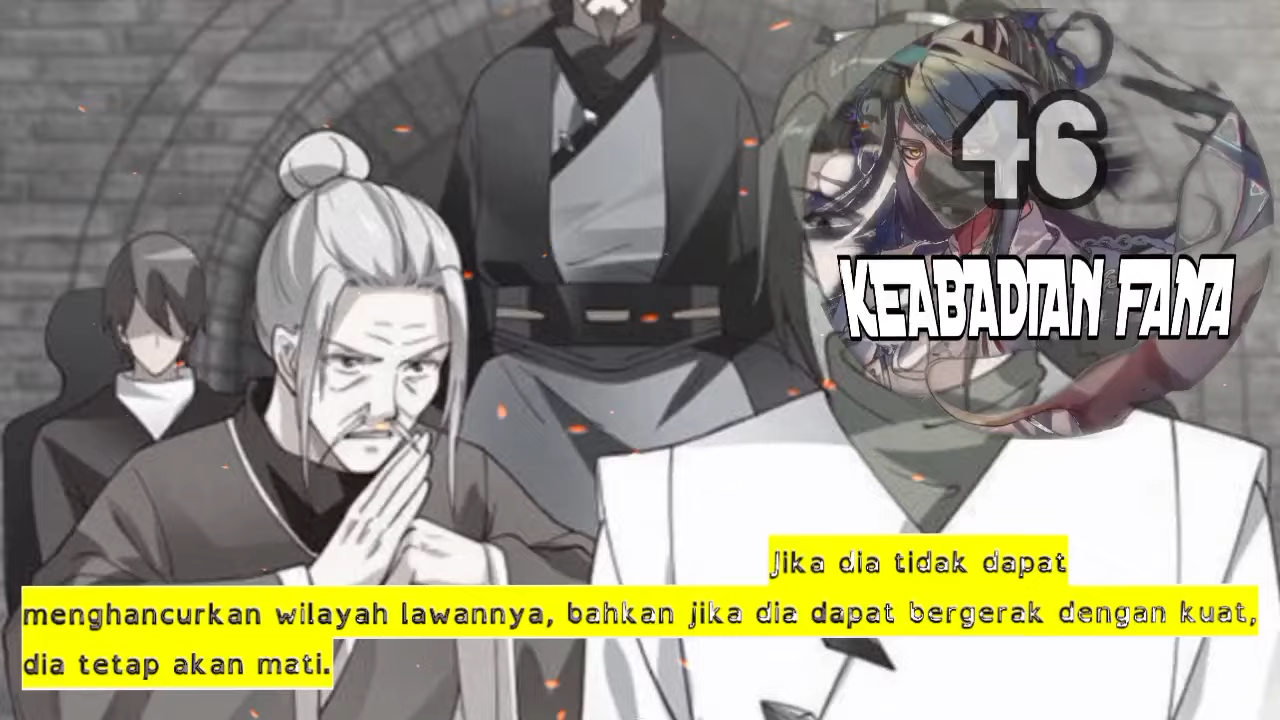 46
KEABADIAN FANA
Jika dia tidak dapat
menghancurkan wilayah lawannya, bahkan jika dia dapat bergerak dengan kuat,
dia tetap akan mati.